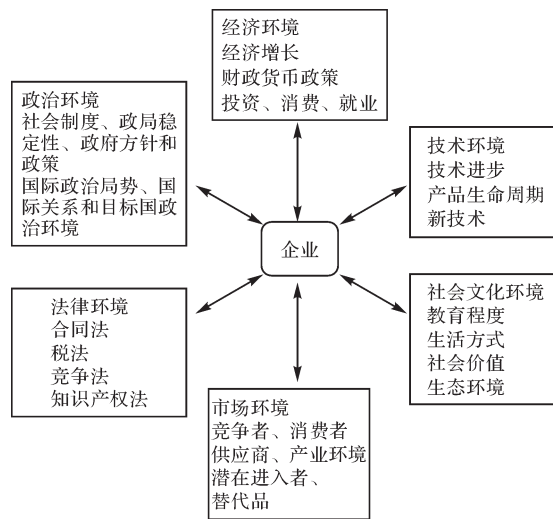 经济环境
经济增长
财政货币政策
投资、消费、就业
政治环境
社会制度、政局稳
定性、政府方针和
政策
国际政治局势、国
际关系和目标国政
治环境
技术环境
技术进步
产品生命周期
新技术
企业
法律环境
合同法
税法
竞争法
知识产权法
社会文化环境
教育程度
生活方式
社会价值
生态环境
市场环境
竞争者、消费者
供应商、产业环境
潜在进入者、
替代品